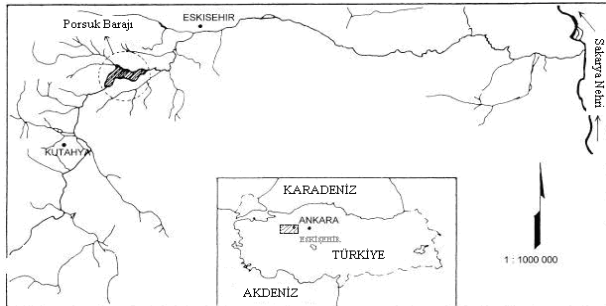 Porsuk Barajı
ESKISEHIR
Sakarya Nehri
KUTAHYA
KARADENİZ
ANKARA
ESKİŞEHİR
TÜRKİYE
AKDENİZ
1 : 1000 000